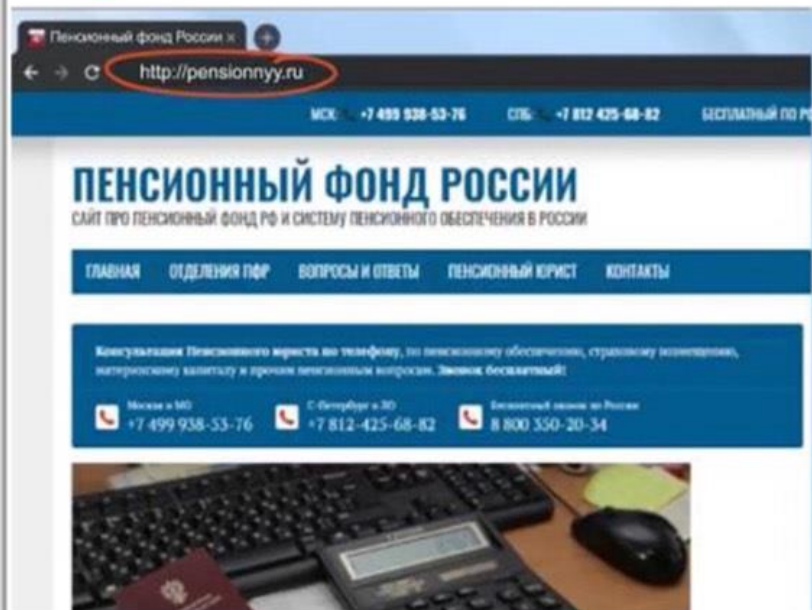 Пенсионный фонд России ×
http://pensionnyy.ru
МСК: +7 499 938-53-76 СПБ: +7 812 425-68-82 БЕСПЛАТНЫЙ ПО
ПЕНСИОННЫЙ ФОНД РОССИИ
САЙТ ПРО ПЕНСИОННЫЙ ФОНД РФ И СИСТЕМУ ПЕНСИОННОГО ОБЕСПЕЧЕНИЯ В РОССИИ
ГЛАВНАЯ ОТДЕЛЕНИЯ ПФР ВОПРОСЫ И ОТВЕТЫ ПЕНСИОННЫЙ ЮРИСТ КОНТАКТЫ
Консультация Пенсионного юриста по телефону, по пенсионному обеспечению, страховому возмещению,
материнскому капиталу и прочим пенсионным вопросам. Звонок бесплатный!
Москва и МО С-Петербург и ЛО Бесплатный звонок по России
+7 499 938-53-76 +7 812-425-68-82 8 800 350-20-34